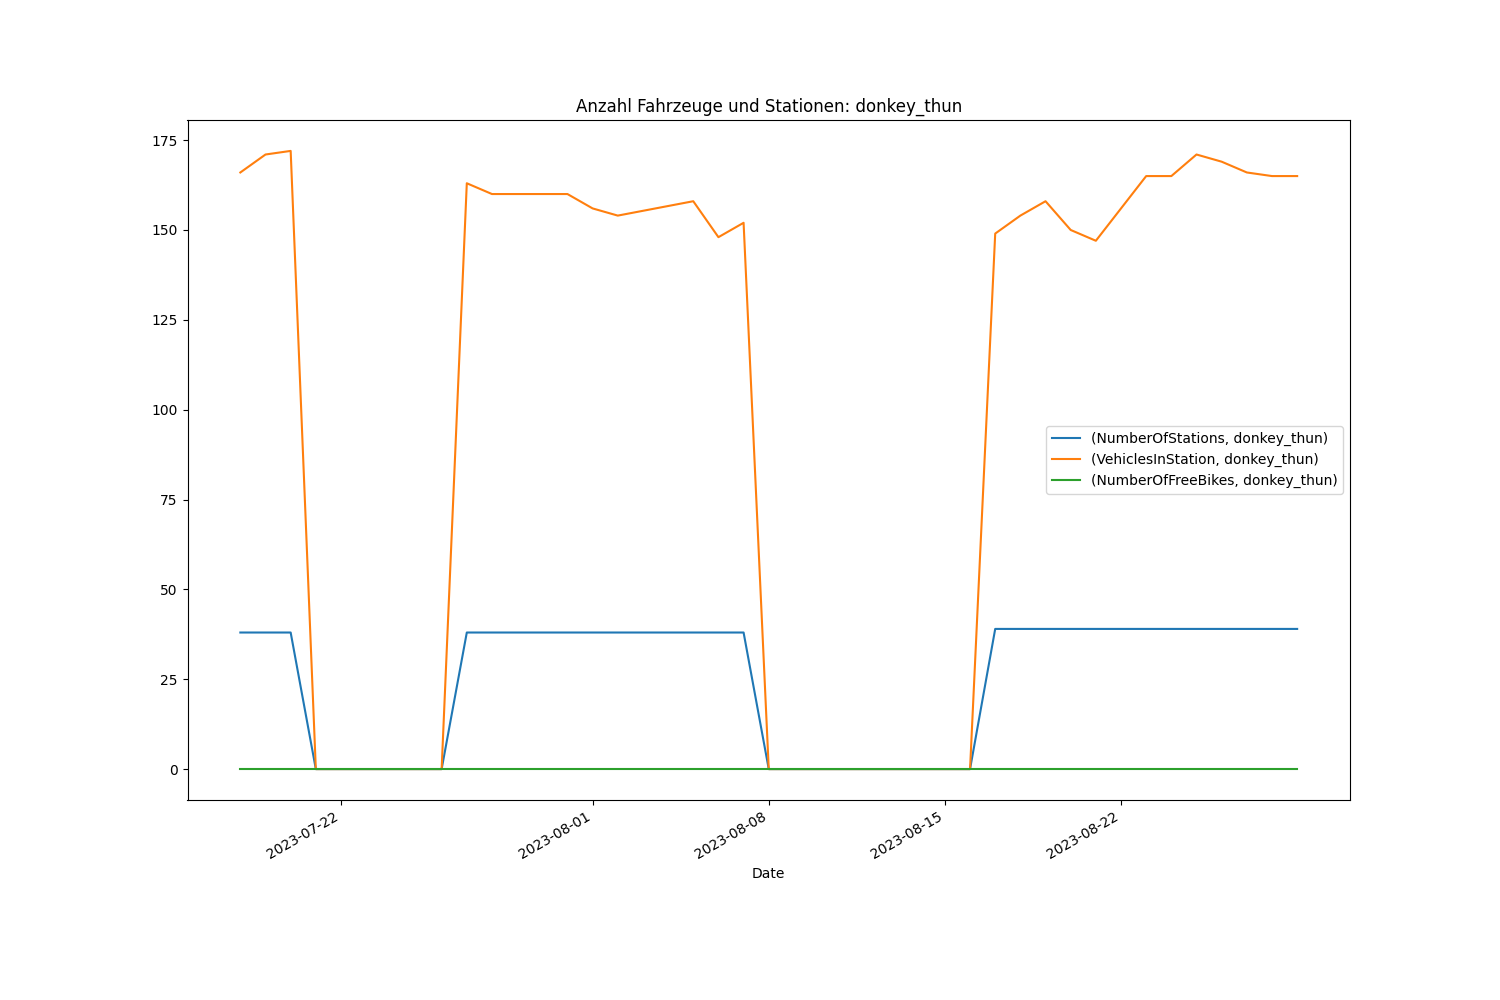 Anzahl Fahrzeuge und Stationen: donkey_thun
175
150
125
100
75
50
25
0
(NumberOfStations, donkey_thun)
(VehiclesInStation, donkey_thun)
(NumberOfFreeBikes, donkey_thun)
2023-07-22
2023-08-01
2023-08-08
2023-08-15
2023-08-22
Date